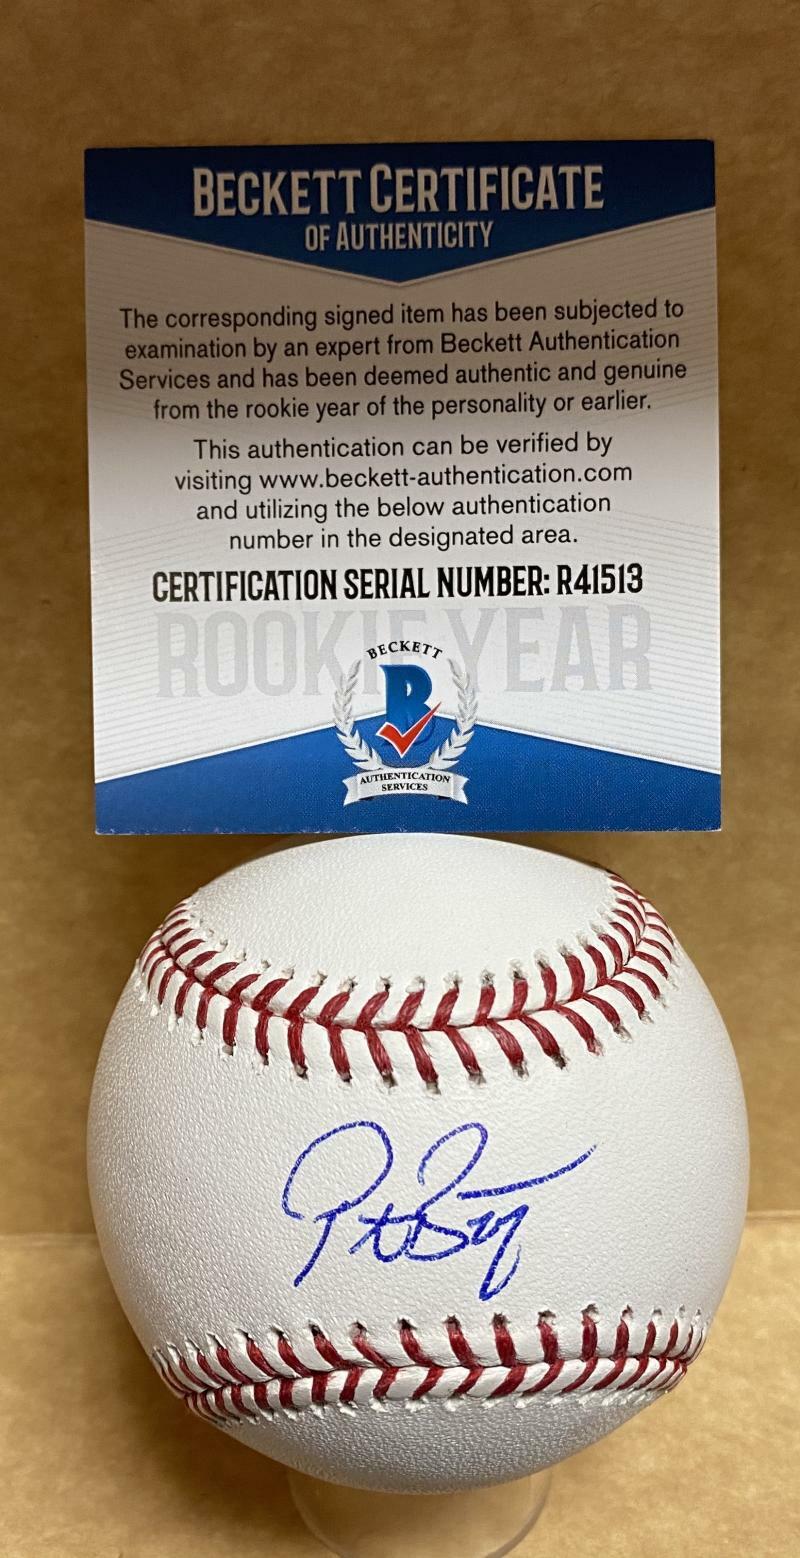 BECKETT CERTIFICATE
OF AUTHENTICITY
The corresponding signed item has been subjected to
examination by an expert from Beckett Authentication
Services and has been deemed authentic and genuine
from the rookie year of the personality or earlier.
This authentication can be verified by
visiting www.beckett-authentication.com
and utilizing the below authentication
number in the designated area.
CERTIFICATION SERIAL NUMBER: R41513
ROOKIE YEAR
BECKETT
B
AUTHENTICATION
SERVICES